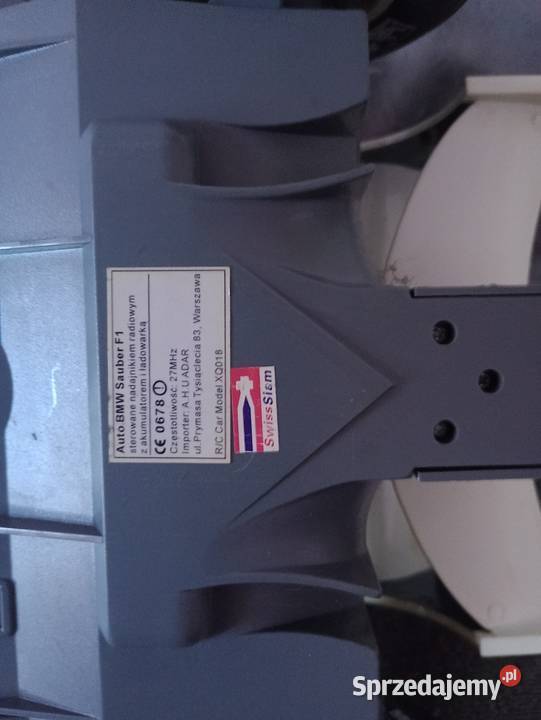 Auto BMW Sauber F1
sterowane nadajnikiem radiowym
z akumulatorem i ładowarką
CE 0678
Częstotliwość: 27MHz
Importer: A.H.U ADAR
ul. Prymasa Tysiąclecia 83, Warszawa
R/C Car Model XQ018
SwissSiam
Sprzedajemy.pl